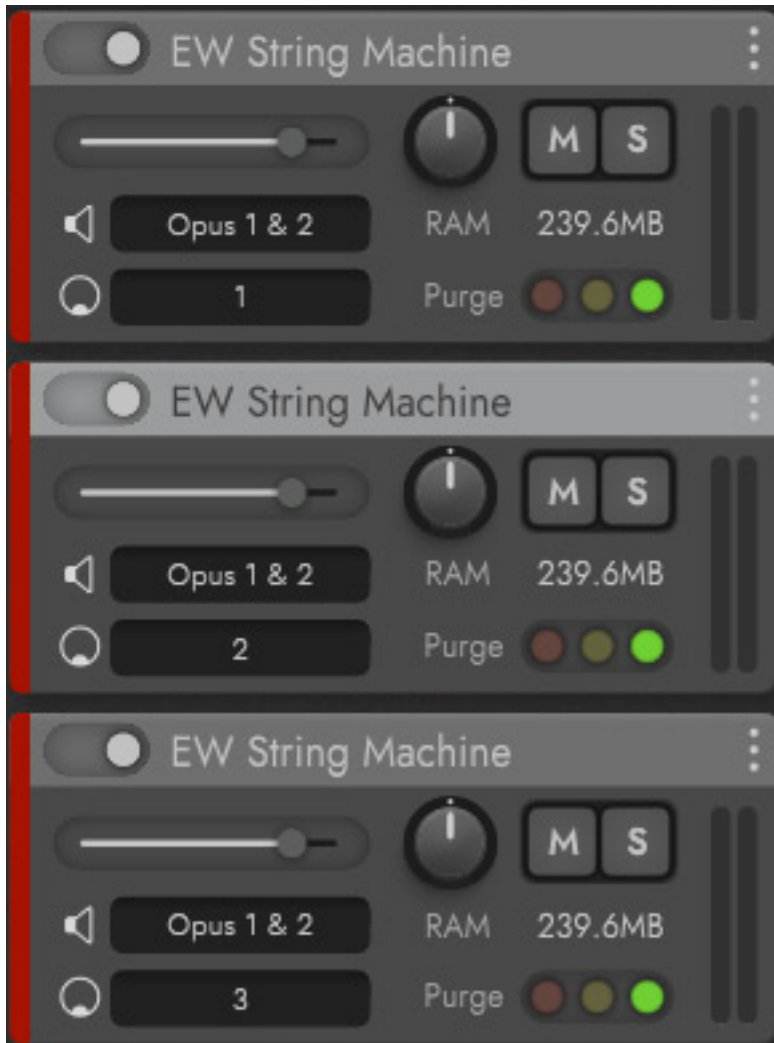 EW String Machine
M S
Opus 1 & 2 RAM 239.6MB
1 Purge
EW String Machine
M S
Opus 1 & 2 RAM 239.6MB
2 Purge
EW String Machine
M S
Opus 1 & 2 RAM 239.6MB
3 Purge